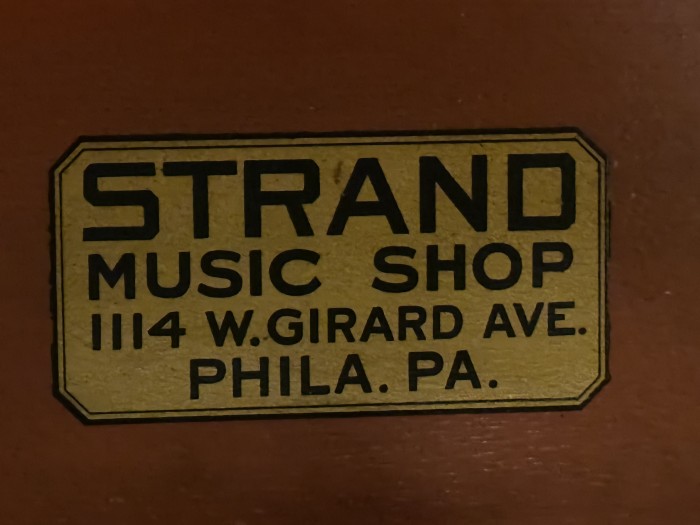 STRAND
MUSIC SHOP
1114 W. GIRARD AVE.
PHILA. PA.